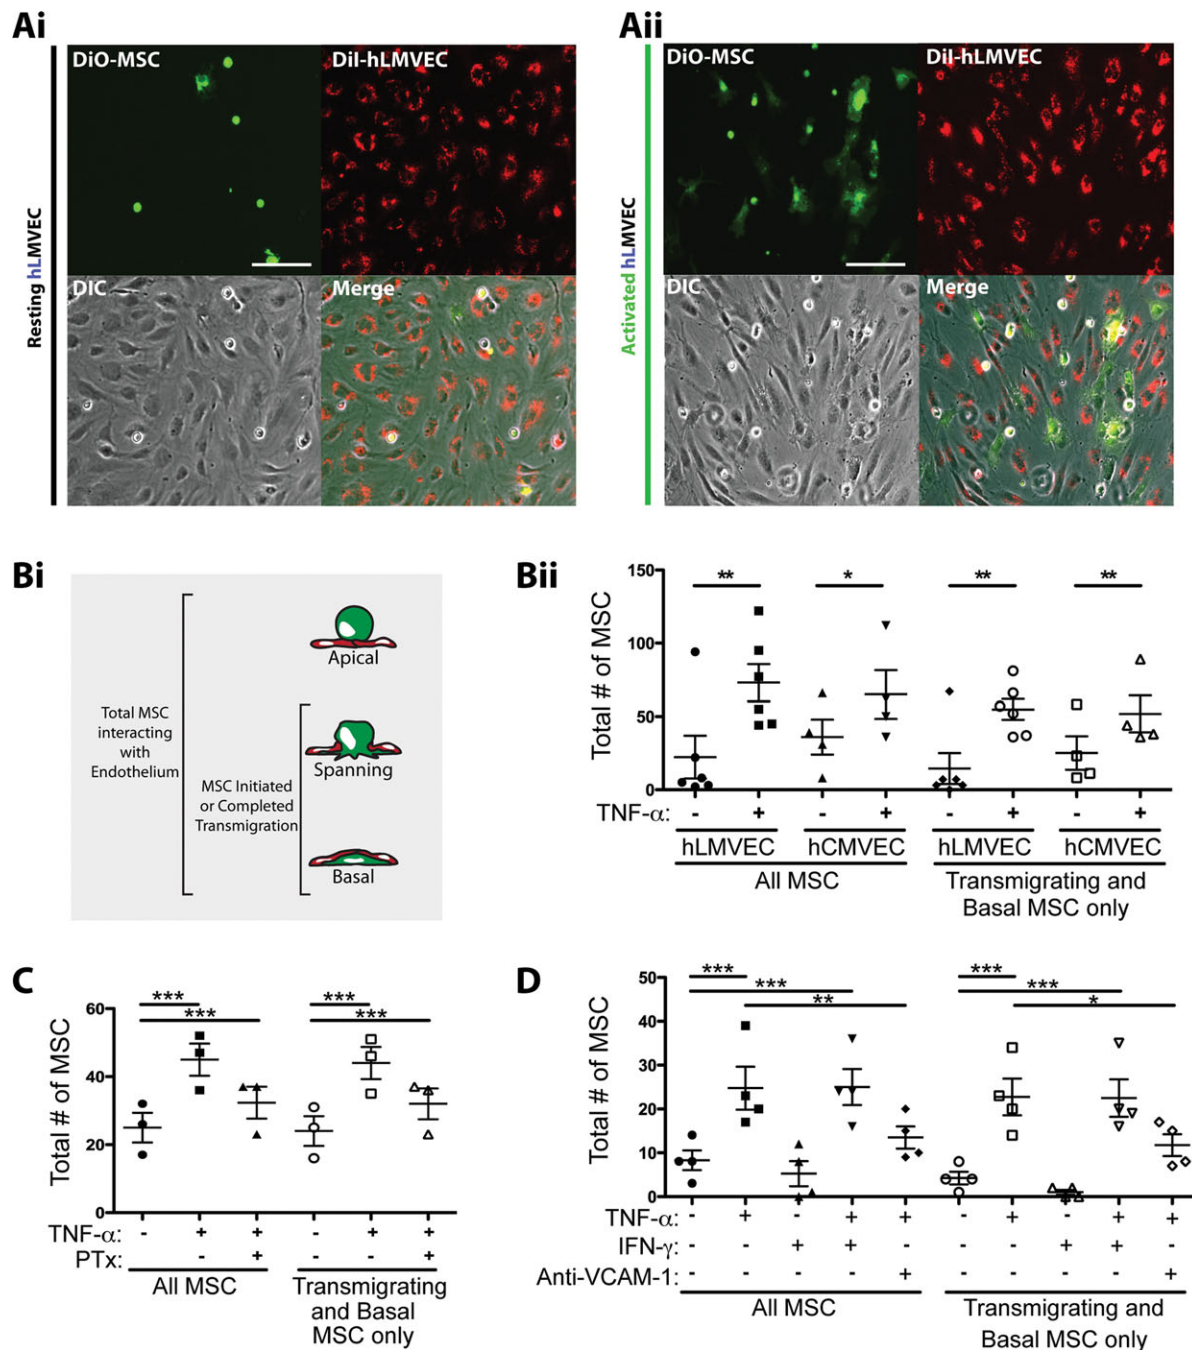 Ai
Resting hLMVEC
DiO-MSC
DiI-hLMVEC
DIC
Merge
Aii
Activated hLMVEC
DiO-MSC
DiI-hLMVEC
DIC
Merge
Bi
Total MSC
interacting
with
Endothelium
MSC Initiated
or Completed
Transmigration
Apical
Spanning
Basal
Bii
Total # of MSC
150
100
50
0
** * ** **
TNF-α: - + - + - + - +
hLMVEC hCMVEC hLMVEC hCMVEC
All MSC
Transmigrating and
Basal MSC only
C
Total # of MSC
60
40
20
0
*** ***
*** ***
TNF-α: - + + - + +
PTx: - - + - - +
All MSC
Transmigrating
and Basal
MSC only
D
Total # of MSC
50
40
30
20
10
0
*** ***
*** ***
** *
TNF-α: - + - + + - + - + +
IFN-γ: - - + + - - - + + -
Anti-VCAM-1: - - - - + - - - - +
All MSC
Transmigrating and
Basal MSC only